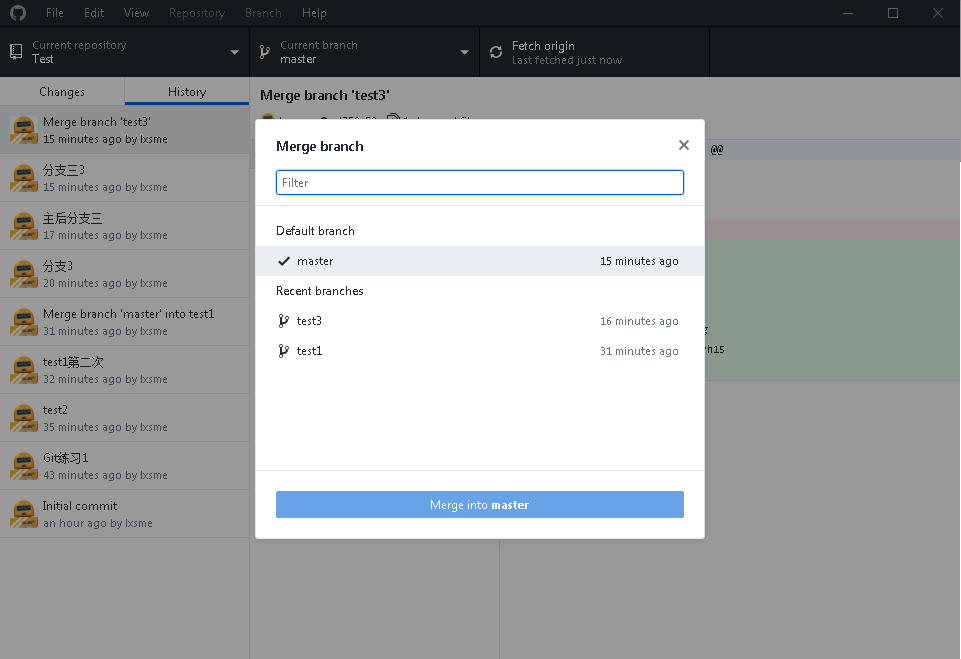 File Edit View Repository Branch Help
Current repository
Test
Current branch
master
Fetch origin
Last fetched just now
Changes
History
Merge branch 'test3'
15 minutes ago by lxsme
分支三3
15 minutes ago by lxsme
主后分支三
17 minutes ago by lxsme
分支3
20 minutes ago by lxsme
Merge branch 'master' into test1
31 minutes ago by lxsme
test1第二次
32 minutes ago by lxsme
test2
35 minutes ago by lxsme
Git练习1
43 minutes ago by lxsme
Initial commit
an hour ago by lxsme
Merge branch 'test3'
@@
Merge branch
Filter
Default branch
master 15 minutes ago
Recent branches
test3 16 minutes ago
test1 31 minutes ago
Merge into master